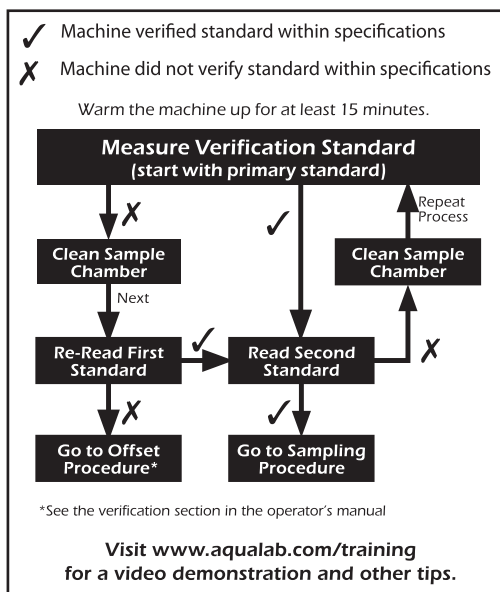 ✓ Machine verified standard within specifications
✗ Machine did not verify standard within specifications
Warm the machine up for at least 15 minutes.
Measure Verification Standard
(start with primary standard)
✗
✓
Repeat
Process
Clean Sample
Chamber
Clean Sample
Chamber
Next
Re-Read First
Standard
✓
Read Second
Standard
✗
✗
✓
Go to Offset
Procedure*
Go to Sampling
Procedure
*See the verification section in the operator's manual
Visit www.aqualab.com/training
for a video demonstration and other tips.